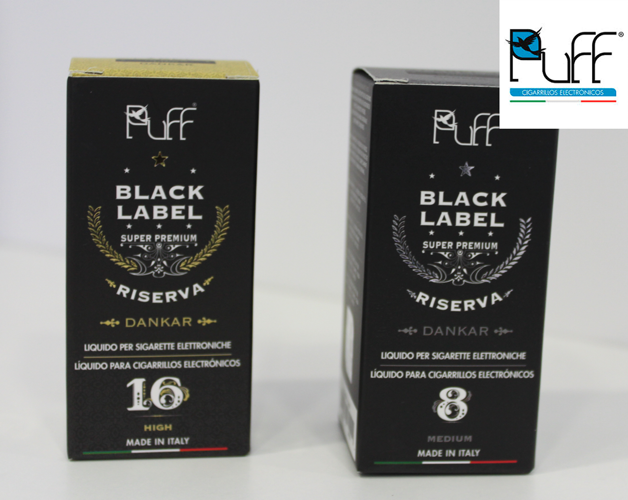 Puff®
BLACK
LABEL
SUPER PREMIUM
RISERVA
DANKAR
LIQUIDO PER SIGARETTE ELETTRONICHE
LÍQUIDO PARA CIGARRILLOS ELECTRÓNICOS
16
HIGH
MADE IN ITALY
Puff
BLACK
LABEL
SUPER PREMIUM
RISERVA
DANKAR
LIQUIDO PER SIGARETTE ELETTRONICHE
LÍQUIDO PARA CIGARRILLOS ELECTRÓNICOS
8
MEDIUM
MADE IN ITALY
Puff®
CIGARRILLOS ELECTRÓNICOS